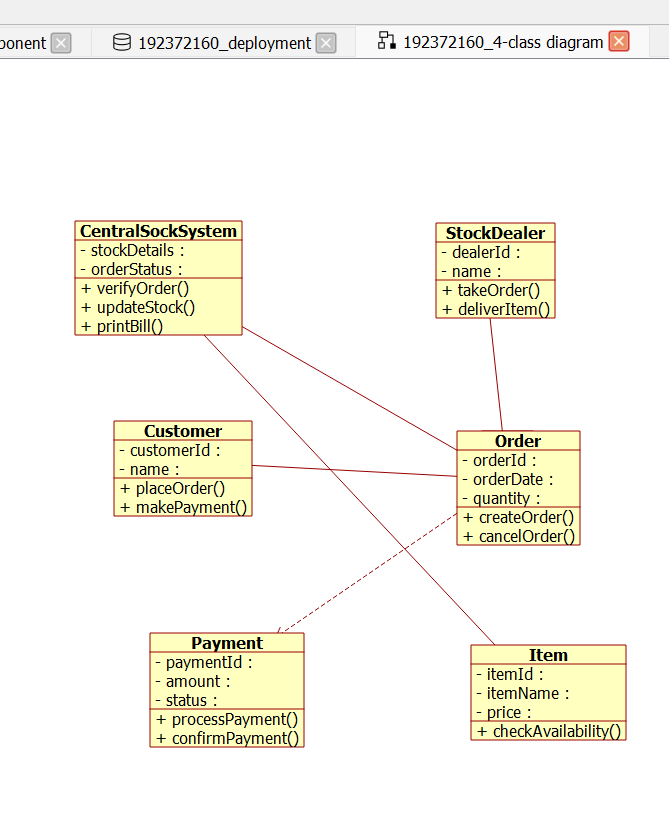 ponent
192372160_deployment
192372160_4-class diagram
CentralSockSystem
- stockDetails :
- orderStatus :
+ verifyOrder()
+ updateStock()
+ printBill()
StockDealer
- dealerId :
- name :
+ takeOrder()
+ deliverItem()
Customer
- customerId :
- name :
+ placeOrder()
+ makePayment()
Order
- orderId :
- orderDate :
- quantity :
+ createOrder()
+ cancelOrder()
Payment
- paymentId :
- amount :
- status :
+ processPayment()
+ confirmPayment()
Item
- itemId :
- itemName :
- price :
+ checkAvailability()